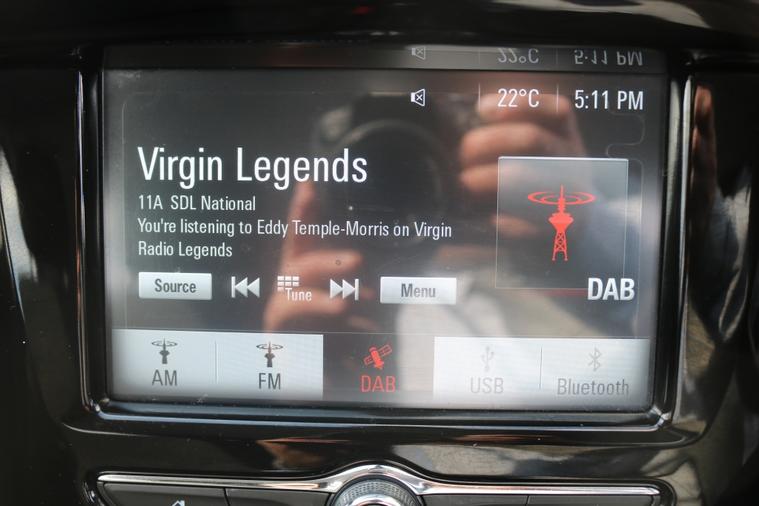 22°C 5:11 PM
Virgin Legends
11A SDL National
You're listening to Eddy Temple-Morris on Virgin
Radio Legends
DAB
Source Tune Menu
AM FM DAB USB Bluetooth